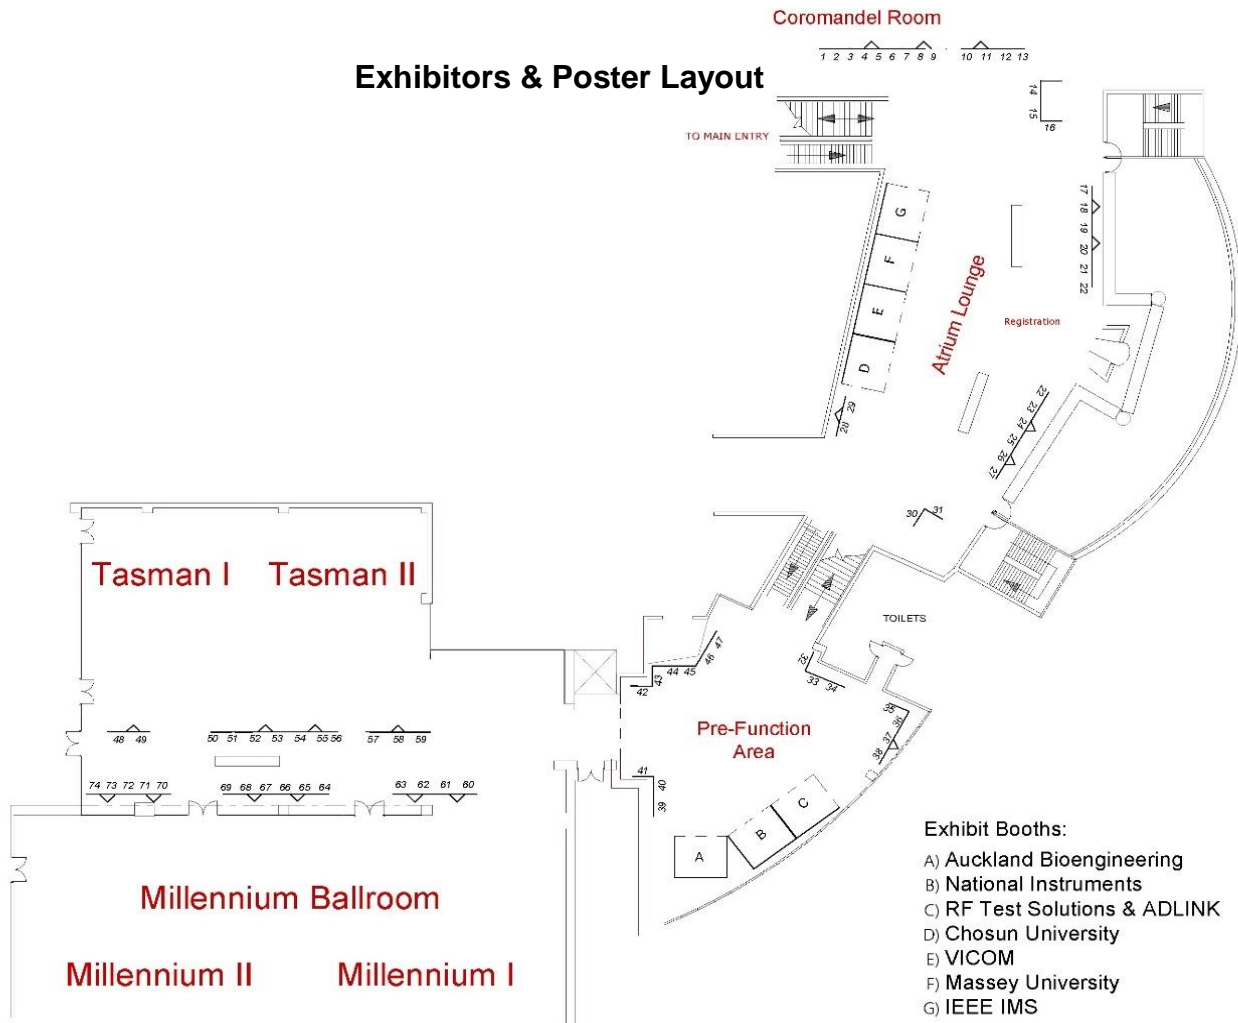 Coromandel Room
1 2 3 4 5 6 7 8 9 10 11 12 13
Exhibitors & Poster Layout
14
15
16
TO MAIN ENTRY
17
18
19
20
21
22
G
F
E
D
Atrium Lounge
Registration
29
28
22
23
24
25
26
27
30 31
Tasman I Tasman II
TOILETS
47
46
44 45
43
42
32
33
34
35
36
37
38
Pre-Function
Area
48 49 50 51 52 53 54 55 56 57 58 59
41
40
39
74 73 72 71 70 69 68 67 66 65 64 63 62 61 60
C
B
A
Exhibit Booths:
A) Auckland Bioengineering
B) National Instruments
C) RF Test Solutions & ADLINK
D) Chosun University
E) VICOM
F) Massey University
G) IEEE IMS
Millennium Ballroom
Millennium II Millennium I